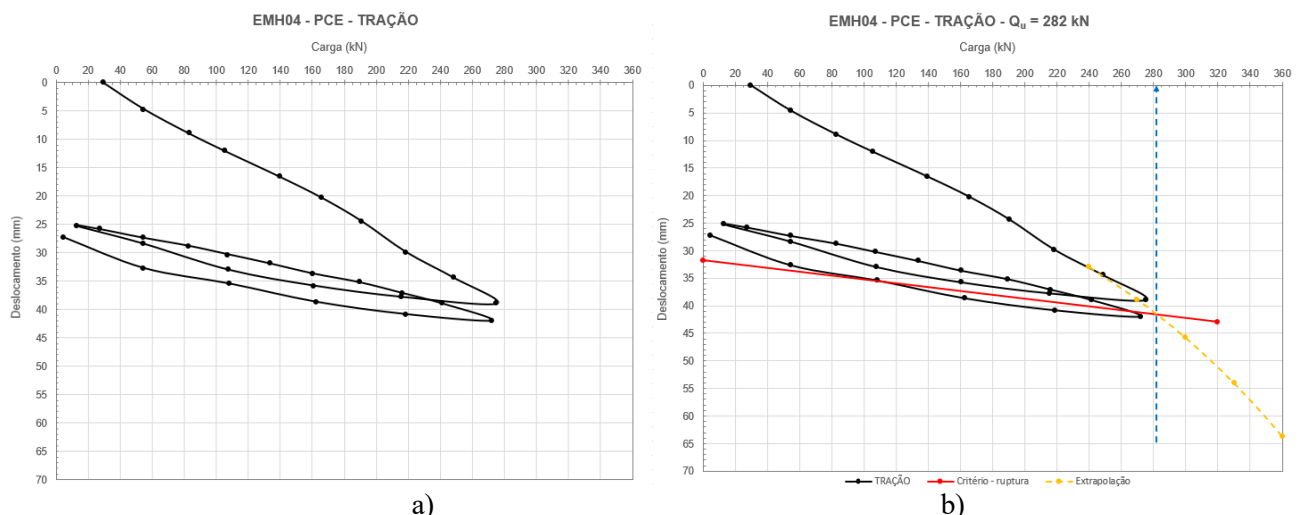 EMH04 - PCE - TRAÇÃO
Carga (kN)
0 20 40 60 80 100 120 140 160 180 200 220 240 260 280 300 320 340 360
0
5
10
15
20
25
30
35
40
45
50
55
60
65
70
Deslocamento (mm)
a)
EMH04 - PCE - TRAÇÃO - Qu = 282 kN
Carga (kN)
0 20 40 60 80 100 120 140 160 180 200 220 240 260 280 300 320 340 360
0
5
10
15
20
25
30
35
40
45
50
55
60
65
70
Deslocamento (mm)
TRAÇÃO Critério - ruptura Extrapolação
b)